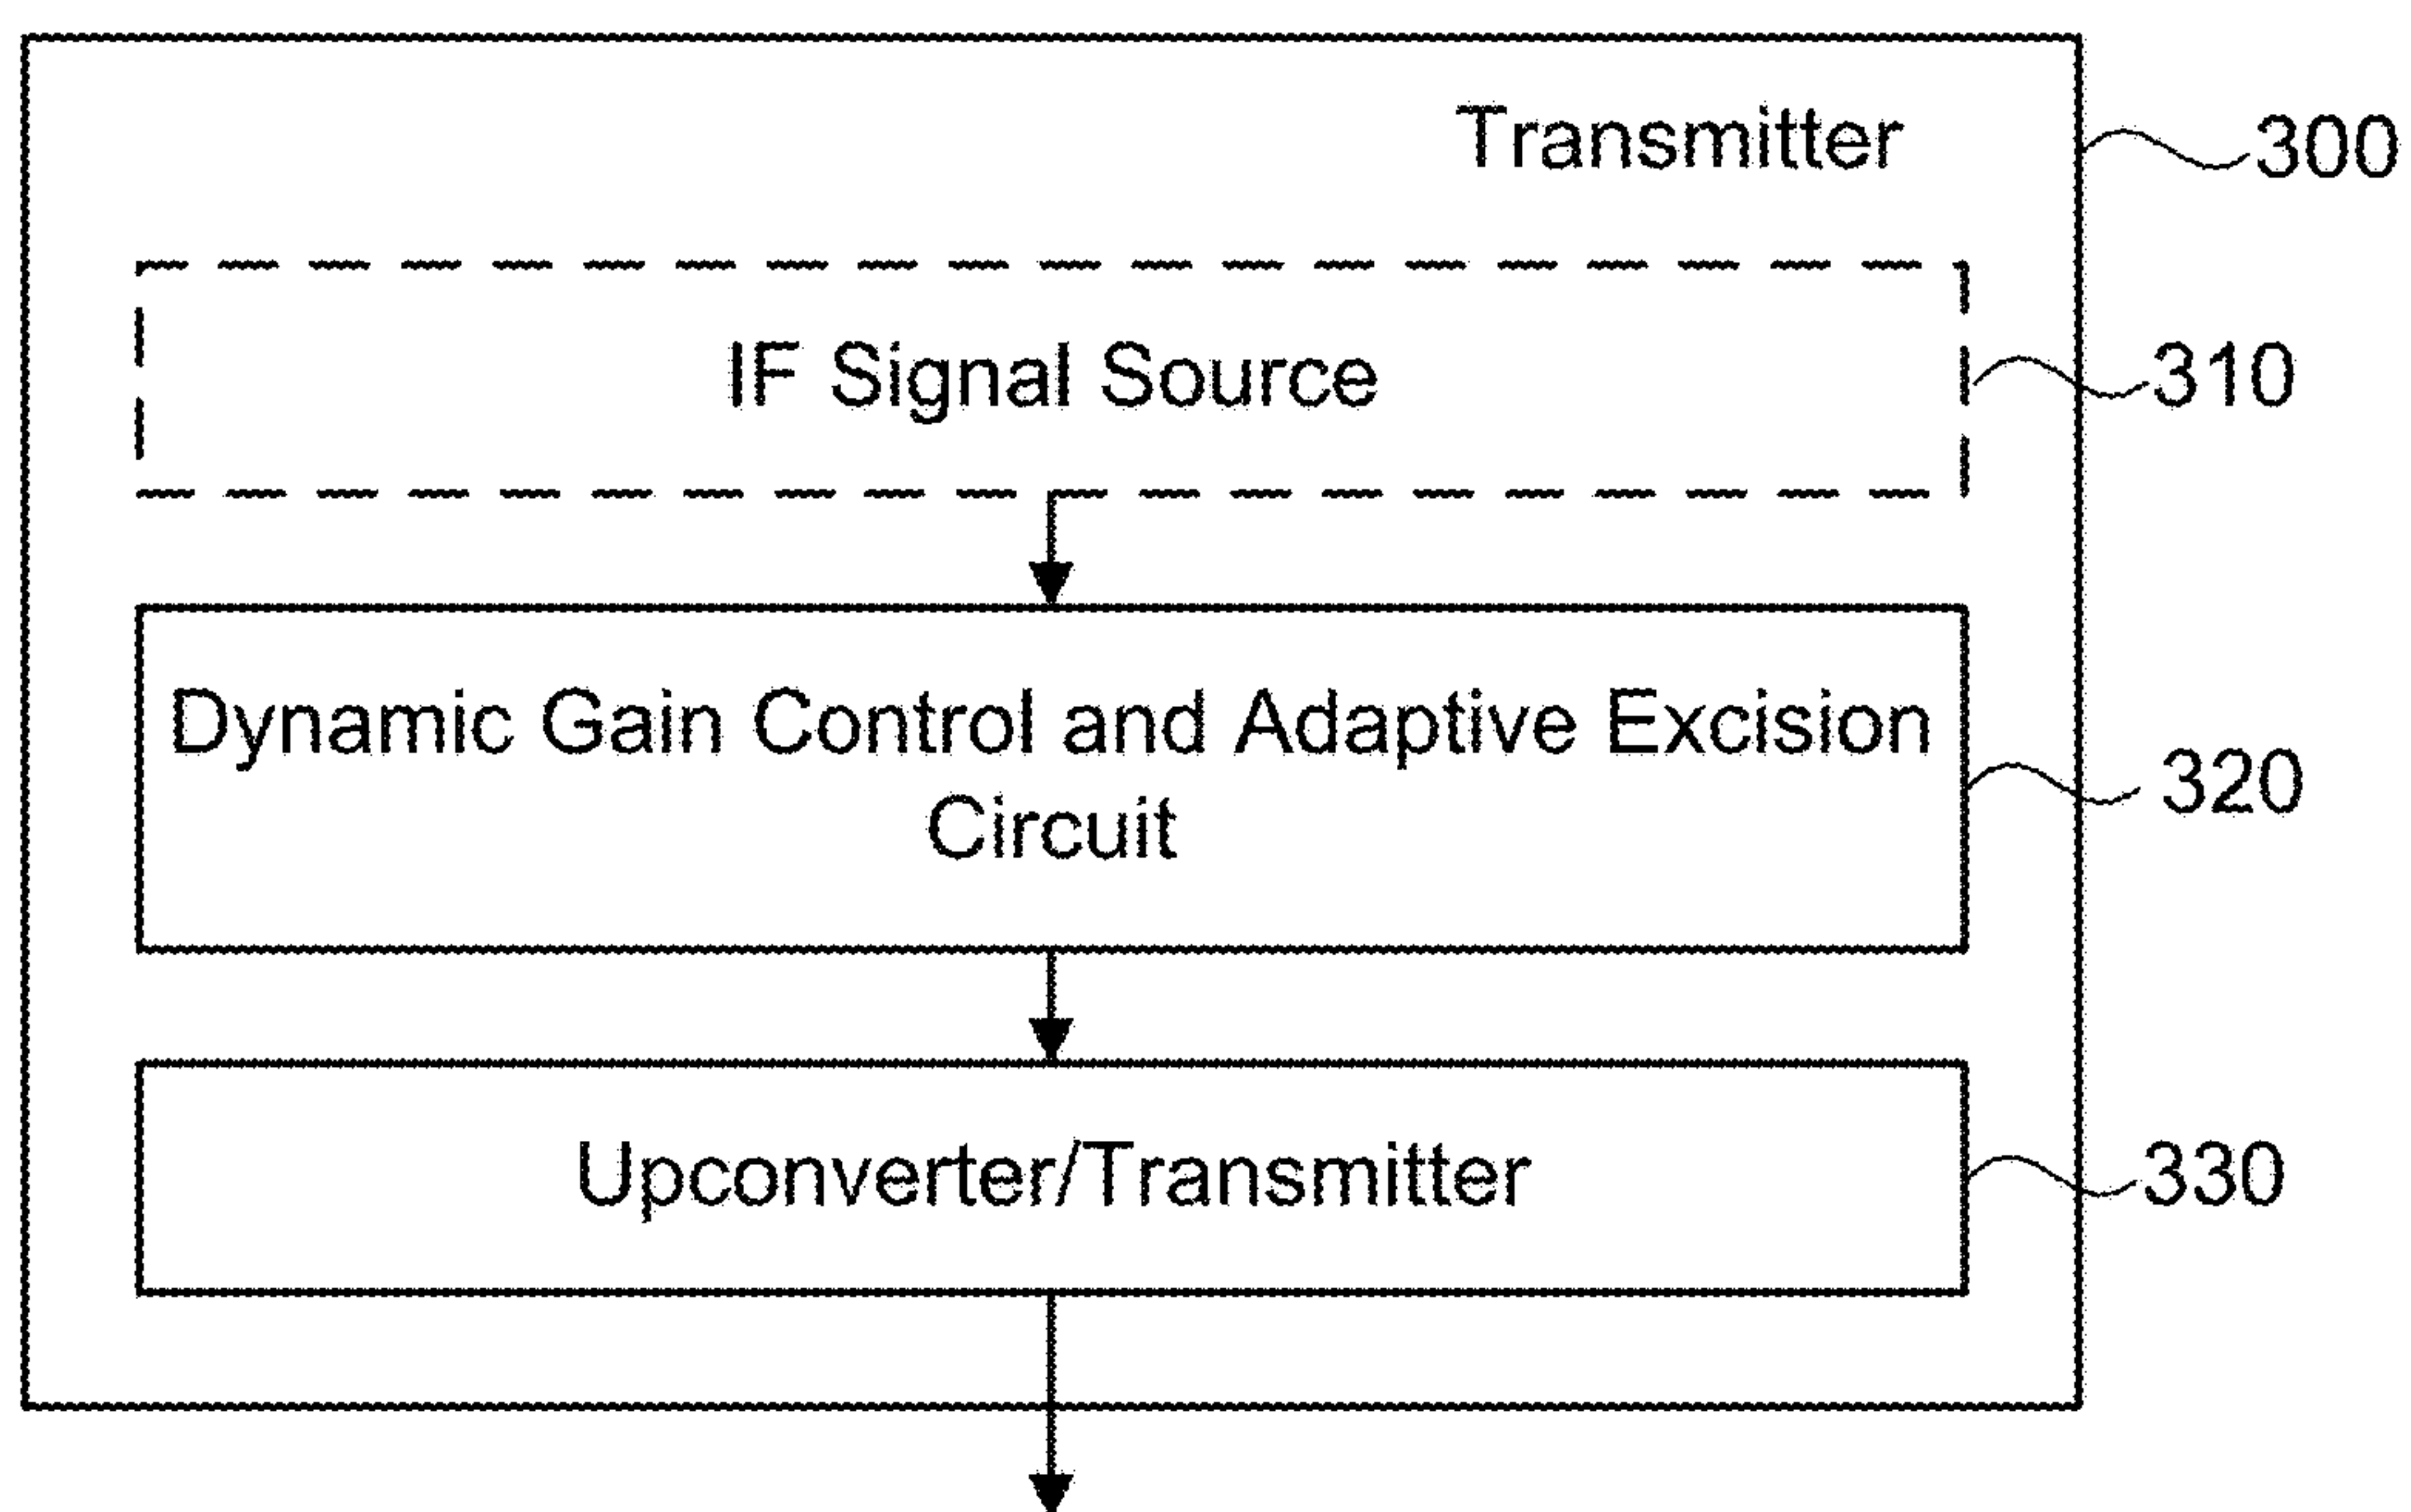 Transmitter
300
IF Signal Source
310
Dynamic Gain Control and Adaptive Excision
Circuit
320
Upconverter/Transmitter
330